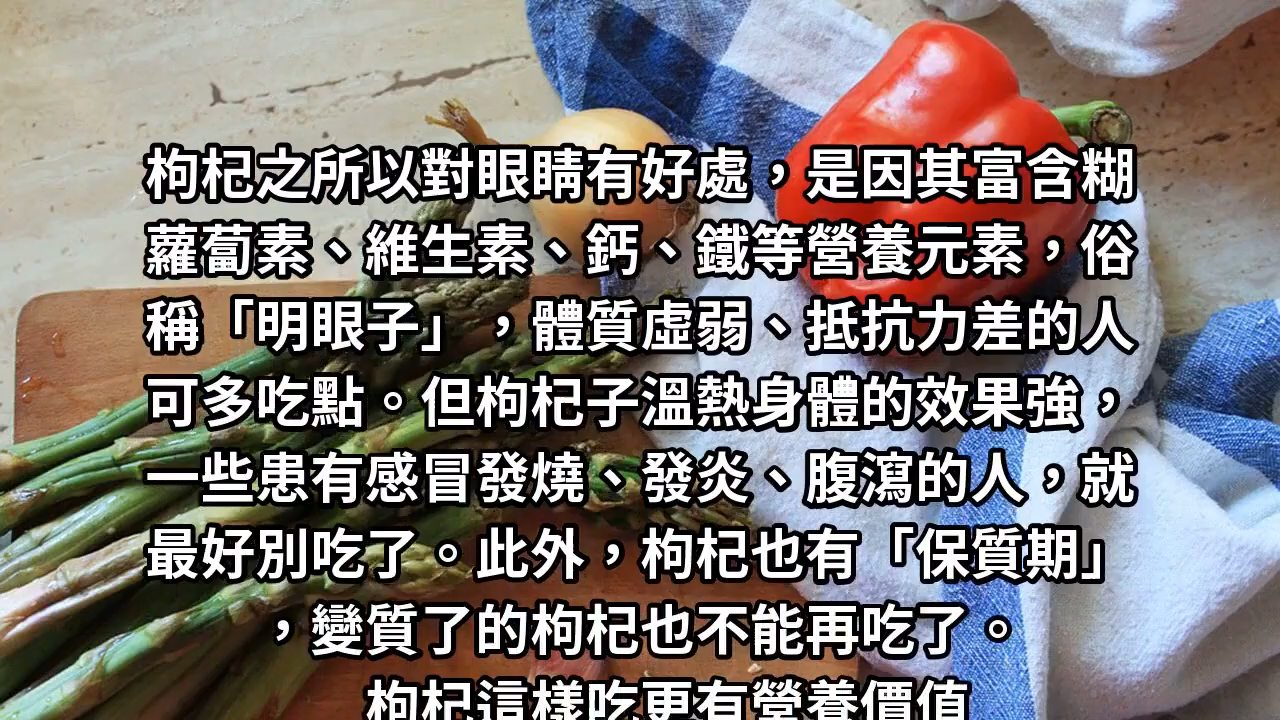 枸杞之所以對眼睛有好處，是因其富含糊
蘿蔔素、維生素、鈣、鐵等營養元素，俗
稱「明眼子」，體質虛弱、抵抗力差的人
可多吃點。但枸杞子溫熱身體的效果強，
一些患有感冒發燒、發炎、腹瀉的人，就
最好別吃了。此外，枸杞也有「保質期」
，變質了的枸杞也不能再吃了。
枸杞這樣吃更有營養價值